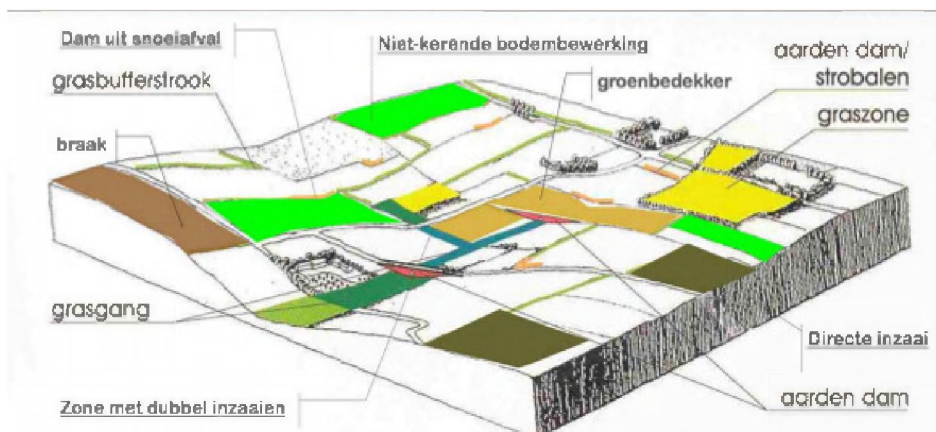 Dam uit snoeiafval
Niet-kerende bodembewerking
aarden dam/
strobalen
grasbufferstrook
groenbedekker
graszone
braak
grasgang
Directe inzaai
Zone met dubbel inzaaien
aarden dam